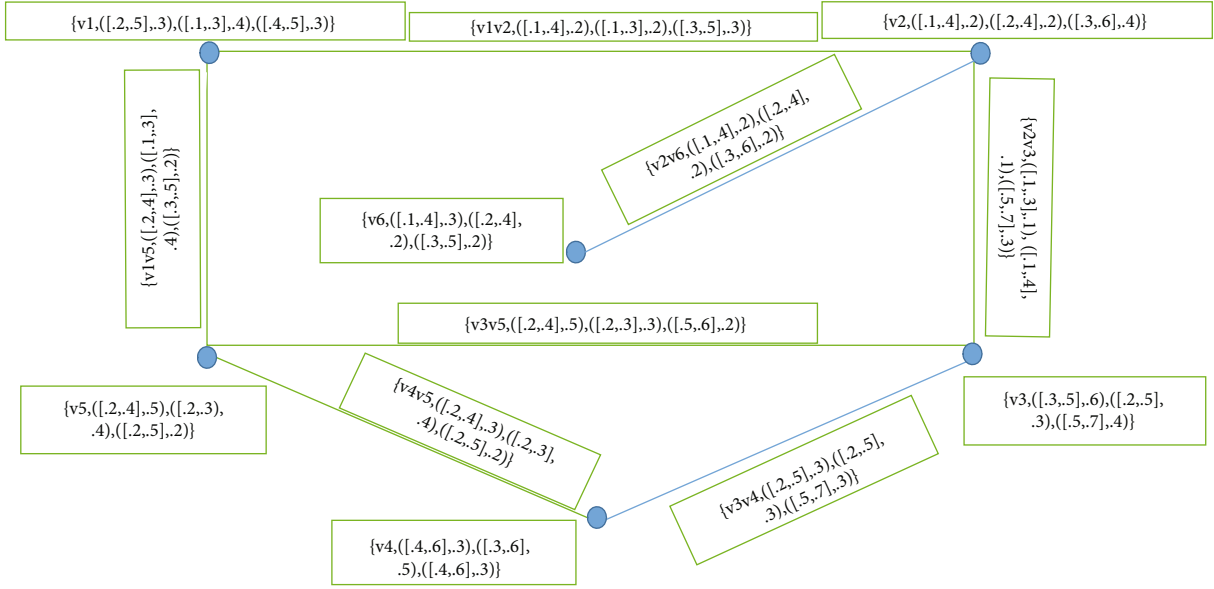 {v1,([.2,.5],.3),([.1,.3],.4),([.4,.5],.3)}
{v1v2,([.1,.4],.2),([.1,.3],.2),([.3,.5],.3)}
{v2,([.1,.4],.2),([.2,.4],.2),([.3,.6],.4)}
{v1v5,([.2,.4],.3),([.1,.3],
.4),([.3,.5],.2)}
{v2v6,([.1,.4],.2),([.2,.4],
.2),([.3,.6],.2)}
{v2v3,([.1,.3],.1), ([.1,.4],
.1),([.5,.7],.3)}
{v6,([.1,.4],.3),([.2,.4],
.2),([.3,.5],.2)}
{v3v5,([.2,.4],.5),([.2,.3],.3),([.5,.6],.2)}
{v5,([.2,.4],.5),([.2,.3),
.4),([.2,.5],.2)}
{v4v5,([.2,.4],.3),([.2,.3],
.4),([.2,.5],.2)}
{v3,([.3,.5],.6),([.2,.5],
.3),([.5,.7],.4)}
{v3v4,([.2,.5],.3),([.2,.5],
.3),([.5,.7],.3)}
{v4,([.4,.6],.3),([.3,.6],
.5),([.4,.6],.3)}